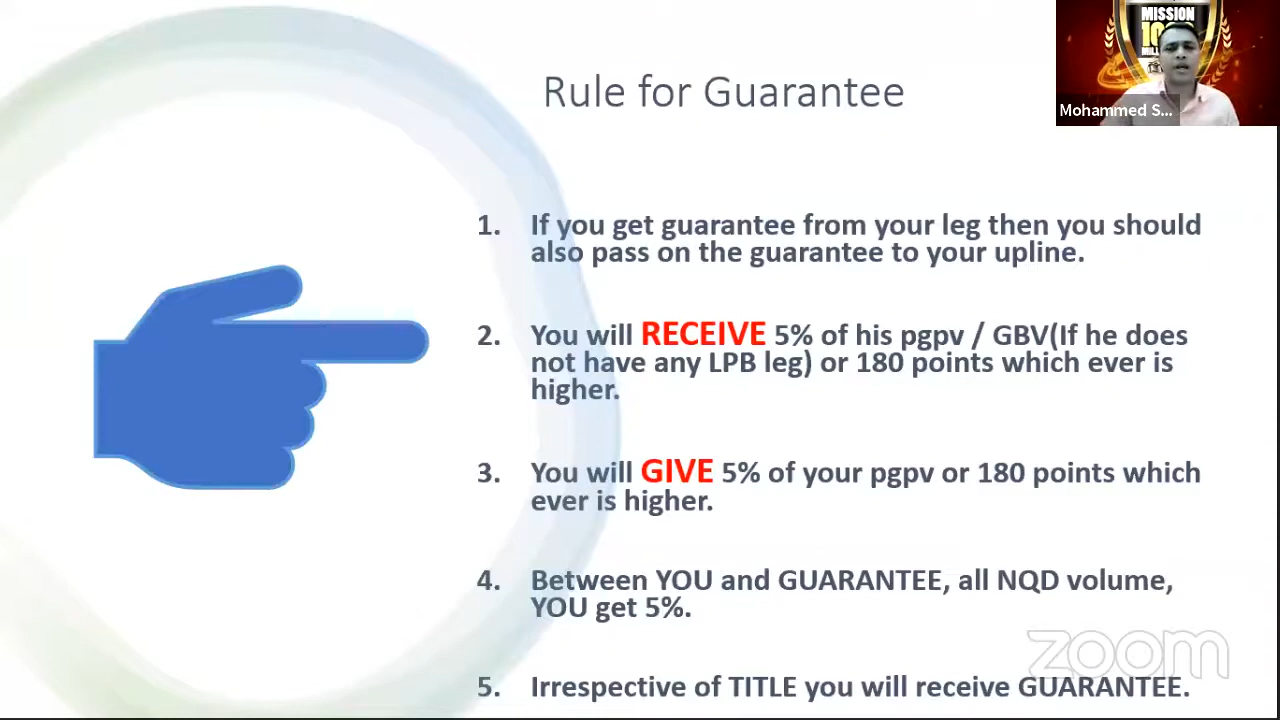 MISSION
Mohammed S...
Rule for Guarantee
1. If you get guarantee from your leg then you should
also pass on the guarantee to your upline.
2. You will RECEIVE 5% of his pgpv / GBV(If he does
not have any LPB leg) or 180 points which ever is
higher.
3. You will GIVE 5% of your pgpv or 180 points which
ever is higher.
4. Between YOU and GUARANTEE, all NQD volume,
YOU get 5%.
5. Irrespective of TITLE you will receive GUARANTEE.
zoom